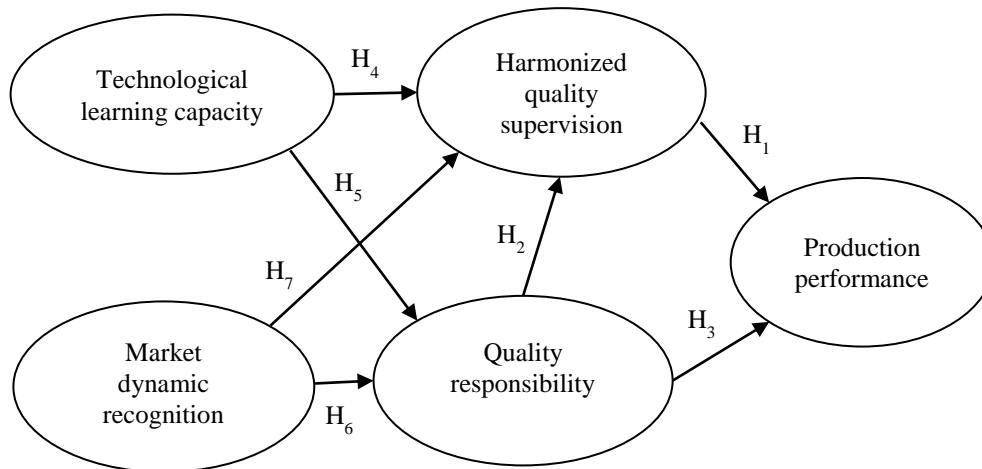 Technological
learning capacity
H₄
Harmonized
quality
supervision
H₁
H₅
H₂
H₇
Production
performance
H₃
Market
dynamic
recognition
H₆
Quality
responsibility